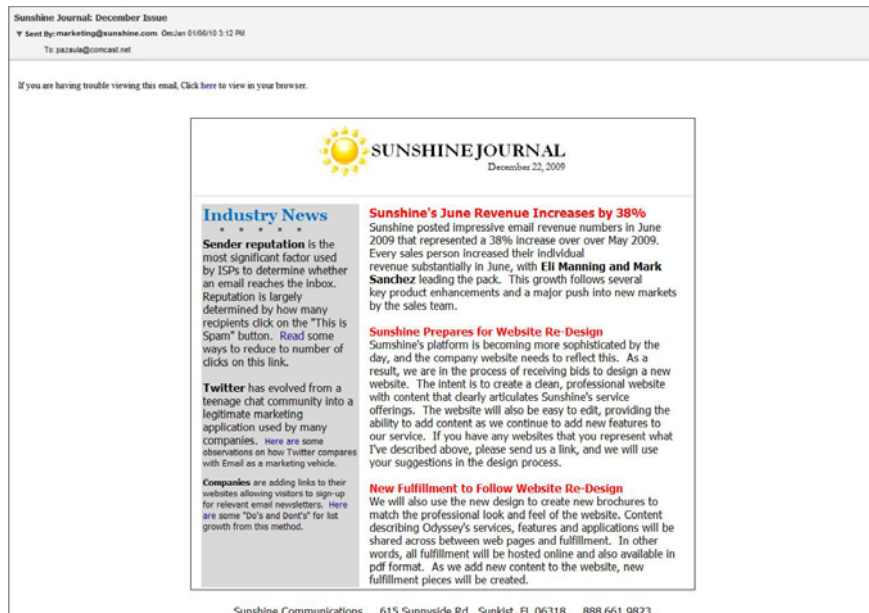 Sunshine Journal: December Issue
▼ Sent By: marketing@sunshine.com On:Jan 01/06/10 3:12 PM
To: pazaula@comcast.net
If you are having trouble viewing this email, Click here to view in your browser.
SUNSHINE JOURNAL
December 22, 2009
Industry News
* * * * *
Sender reputation is the
most significant factor used
by ISPs to determine whether
an email reaches the inbox.
Reputation is largely
determined by how many
recipients click on the "This is
Spam" button. Read some
ways to reduce to number of
clicks on this link.
Twitter has evolved from a
teenage chat community into a
legitimate marketing
application used by many
companies. Here are some
observations on how Twitter compares
with Email as a marketing vehicle.
Companies are adding links to their
websites allowing visitors to sign-up
for relevant email newsletters. Here
are some "Do's and Dont's" for list
growth from this method.
Sunshine's June Revenue Increases by 38%
Sunshine posted impressive email revenue numbers in June
2009 that represented a 38% increase over over May 2009.
Every sales person increased their individual
revenue substantially in June, with Eli Manning and Mark
Sanchez leading the pack. This growth follows several
key product enhancements and a major push into new markets
by the sales team.
Sunshine Prepares for Website Re-Design
Sumshine's platform is becoming more sophisticated by the
day, and the company website needs to reflect this. As a
result, we are in the process of receiving bids to design a new
website. The intent is to create a clean, professional website
with content that clearly articulates Sunshine's service
offerings. The website will also be easy to edit, providing the
ability to add content as we continue to add new features to
our service. If you have any websites that you represent what
I've described above, please send us a link, and we will use
your suggestions in the design process.
New Fulfillment to Follow Website Re-Design
We will also use the new design to create new brochures to
match the professional look and feel of the website. Content
describing Odyssey's services, features and applications will be
shared across between web pages and fulfillment. In other
words, all fulfillment will be hosted online and also available in
pdf format. As we add new content to the website, new
fulfillment pieces will be created.
Sunshine Communications 615 Sunnyside Rd. Sunkist, FL 06318 888.661.9823